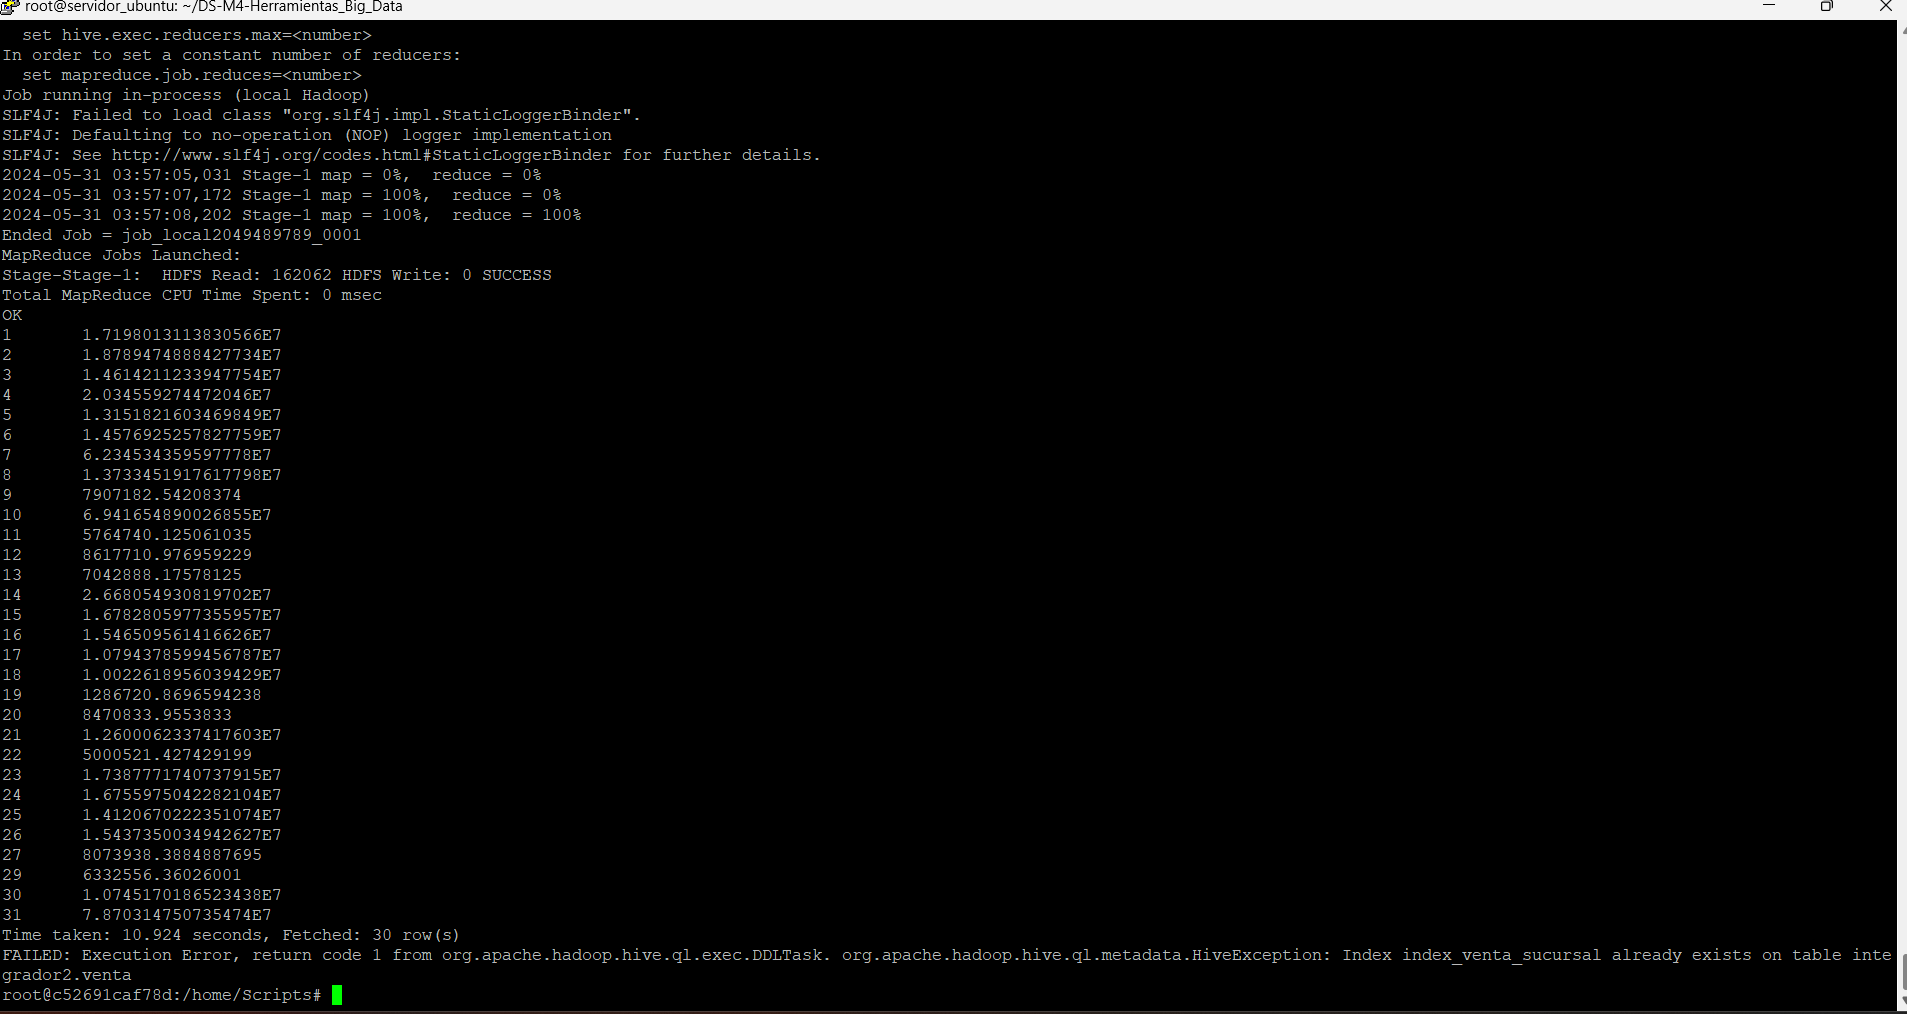 root@servidor_ubuntu: ~/DS-M4-Herramientas_Big_Data
  set hive.exec.reducers.max=<number>
In order to set a constant number of reducers:
  set mapreduce.job.reduces=<number>
Job running in-process (local Hadoop)
SLF4J: Failed to load class "org.slf4j.impl.StaticLoggerBinder".
SLF4J: Defaulting to no-operation (NOP) logger implementation
SLF4J: See http://www.slf4j.org/codes.html#StaticLoggerBinder for further details.
2024-05-31 03:57:05,031 Stage-1 map = 0%,  reduce = 0%
2024-05-31 03:57:07,172 Stage-1 map = 100%,  reduce = 0%
2024-05-31 03:57:08,202 Stage-1 map = 100%,  reduce = 100%
Ended Job = job_local2049489789_0001
MapReduce Jobs Launched:
Stage-Stage-1:  HDFS Read: 162062 HDFS Write: 0 SUCCESS
Total MapReduce CPU Time Spent: 0 msec
OK
1       1.7198013113830566E7
2       1.8789474888427734E7
3       1.4614211233947754E7
4       2.034559274472046E7
5       1.3151821603469849E7
6       1.4576925257827759E7
7       6.234534359597778E7
8       1.3733451917617798E7
9       7907182.54208374
10      6.941654890026855E7
11      5764740.125061035
12      8617710.976959229
13      7042888.17578125
14      2.668054930819702E7
15      1.6782805977355957E7
16      1.546509561416626E7
17      1.0794378599456787E7
18      1.0022618956039429E7
19      1286720.8696594238
20      8470833.9553833
21      1.2600062337417603E7
22      5000521.427429199
23      1.7387771740737915E7
24      1.6755975042282104E7
25      1.4120670222351074E7
26      1.5437350034942627E7
27      8073938.3884887695
29      6332556.36026001
30      1.0745170186523438E7
31      7.870314750735474E7
Time taken: 10.924 seconds, Fetched: 30 row(s)
FAILED: Execution Error, return code 1 from org.apache.hadoop.hive.ql.exec.DDLTask. org.apache.hadoop.hive.ql.metadata.HiveException: Index index_venta_sucursal already exists on table inte
grador2.venta
root@c52691caf78d:/home/Scripts#